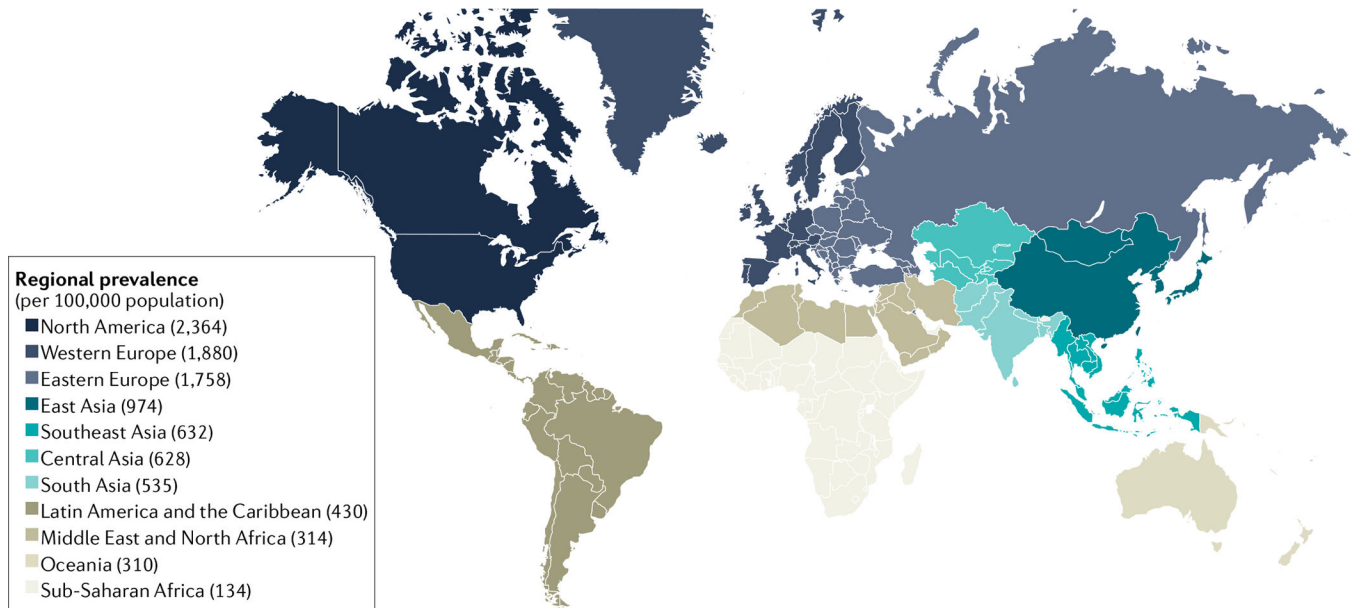 Regional prevalence
(per 100,000 population)
North America (2,364)
Western Europe (1,880)
Eastern Europe (1,758)
East Asia (974)
Southeast Asia (632)
Central Asia (628)
South Asia (535)
Latin America and the Caribbean (430)
Middle East and North Africa (314)
Oceania (310)
Sub-Saharan Africa (134)